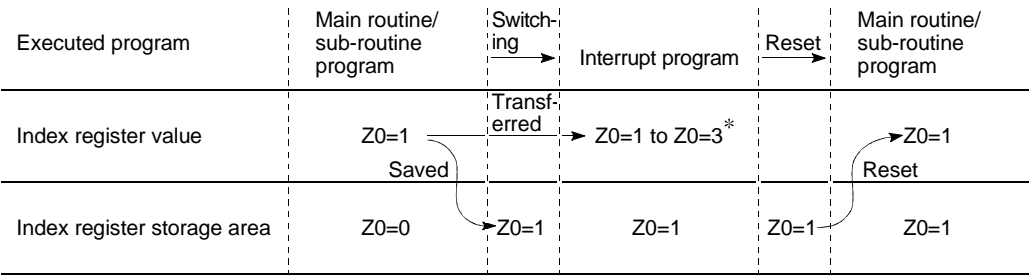 Executed program
Main routine/
sub-routine
program
Switch-
ing
Interrupt program
Reset
Main routine/
sub-routine
program
Index register value
Z0=1
Transf-
erred
Z0=1 to Z0=3*
Z0=1
Saved
Reset
Index register storage area
Z0=0
Z0=1
Z0=1
Z0=1
Z0=1